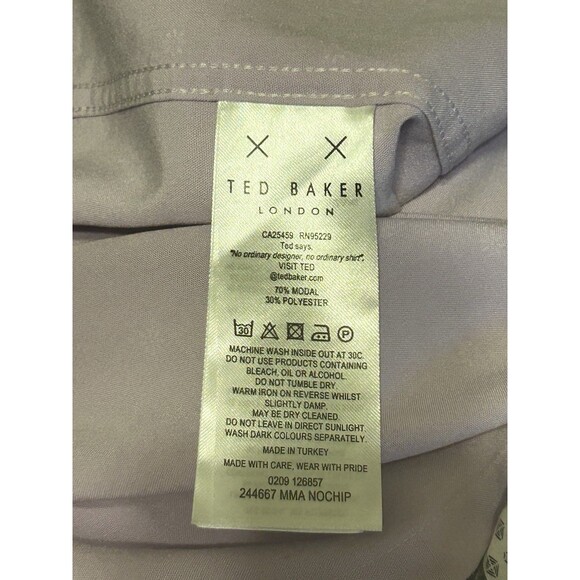 TED BAKER
LONDON
CA25459 RN95229
Ted says,
"No ordinary designer, no ordinary shirt".
VISIT TED
@tedbaker.com
70% MODAL
30% POLYESTER
30 P
MACHINE WASH INSIDE OUT AT 30C.
DO NOT USE PRODUCTS CONTAINING
BLEACH, OIL OR ALCOHOL.
DO NOT TUMBLE DRY.
WARM IRON ON REVERSE WHILST
SLIGHTLY DAMP.
MAY BE DRY CLEANED.
DO NOT LEAVE IN DIRECT SUNLIGHT.
WASH DARK COLOURS SEPARATELY.
MADE IN TURKEY
MADE WITH CARE, WEAR WITH PRIDE
0209 126857
244667 MMA NOCHIP